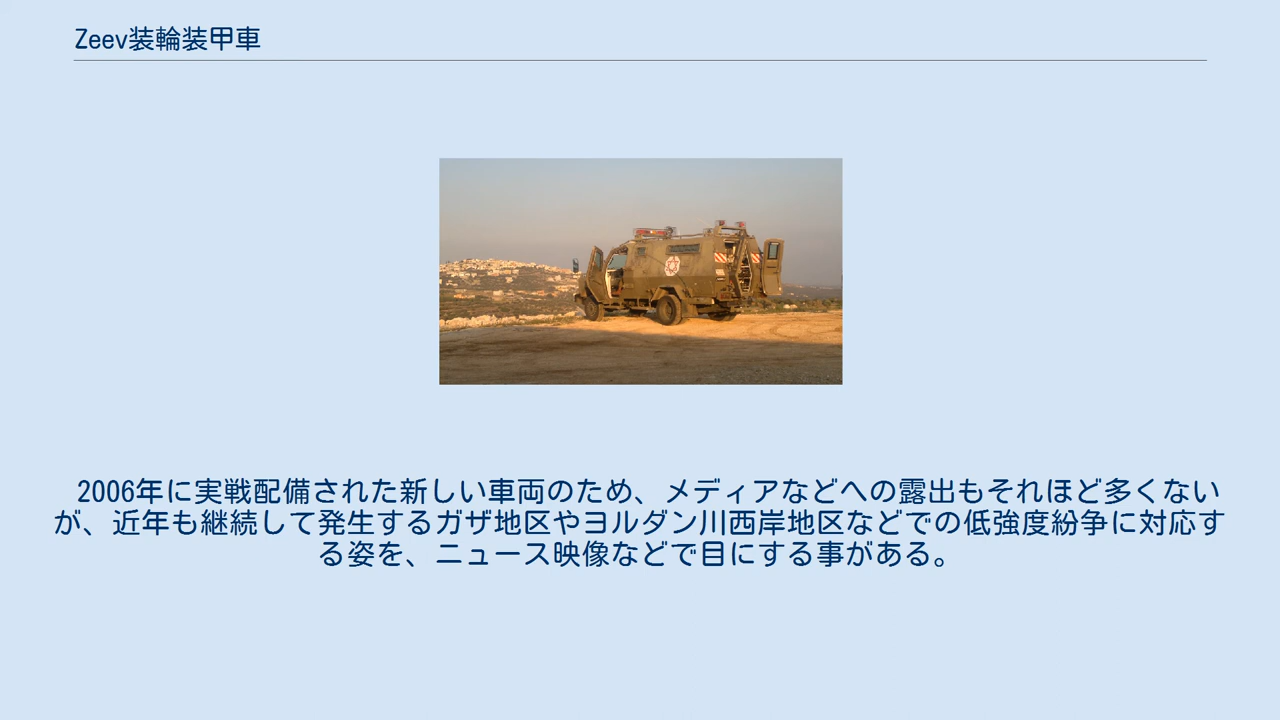 Zeev装輪装甲車
2006年に実戦配備された新しい車両のため、メディアなどへの露出もそれほど多くない
が、近年も継続して発生するガザ地区やヨルダン川西岸地区などでの低強度紛争に対応す
る姿を、ニュース映像などで目にする事がある。